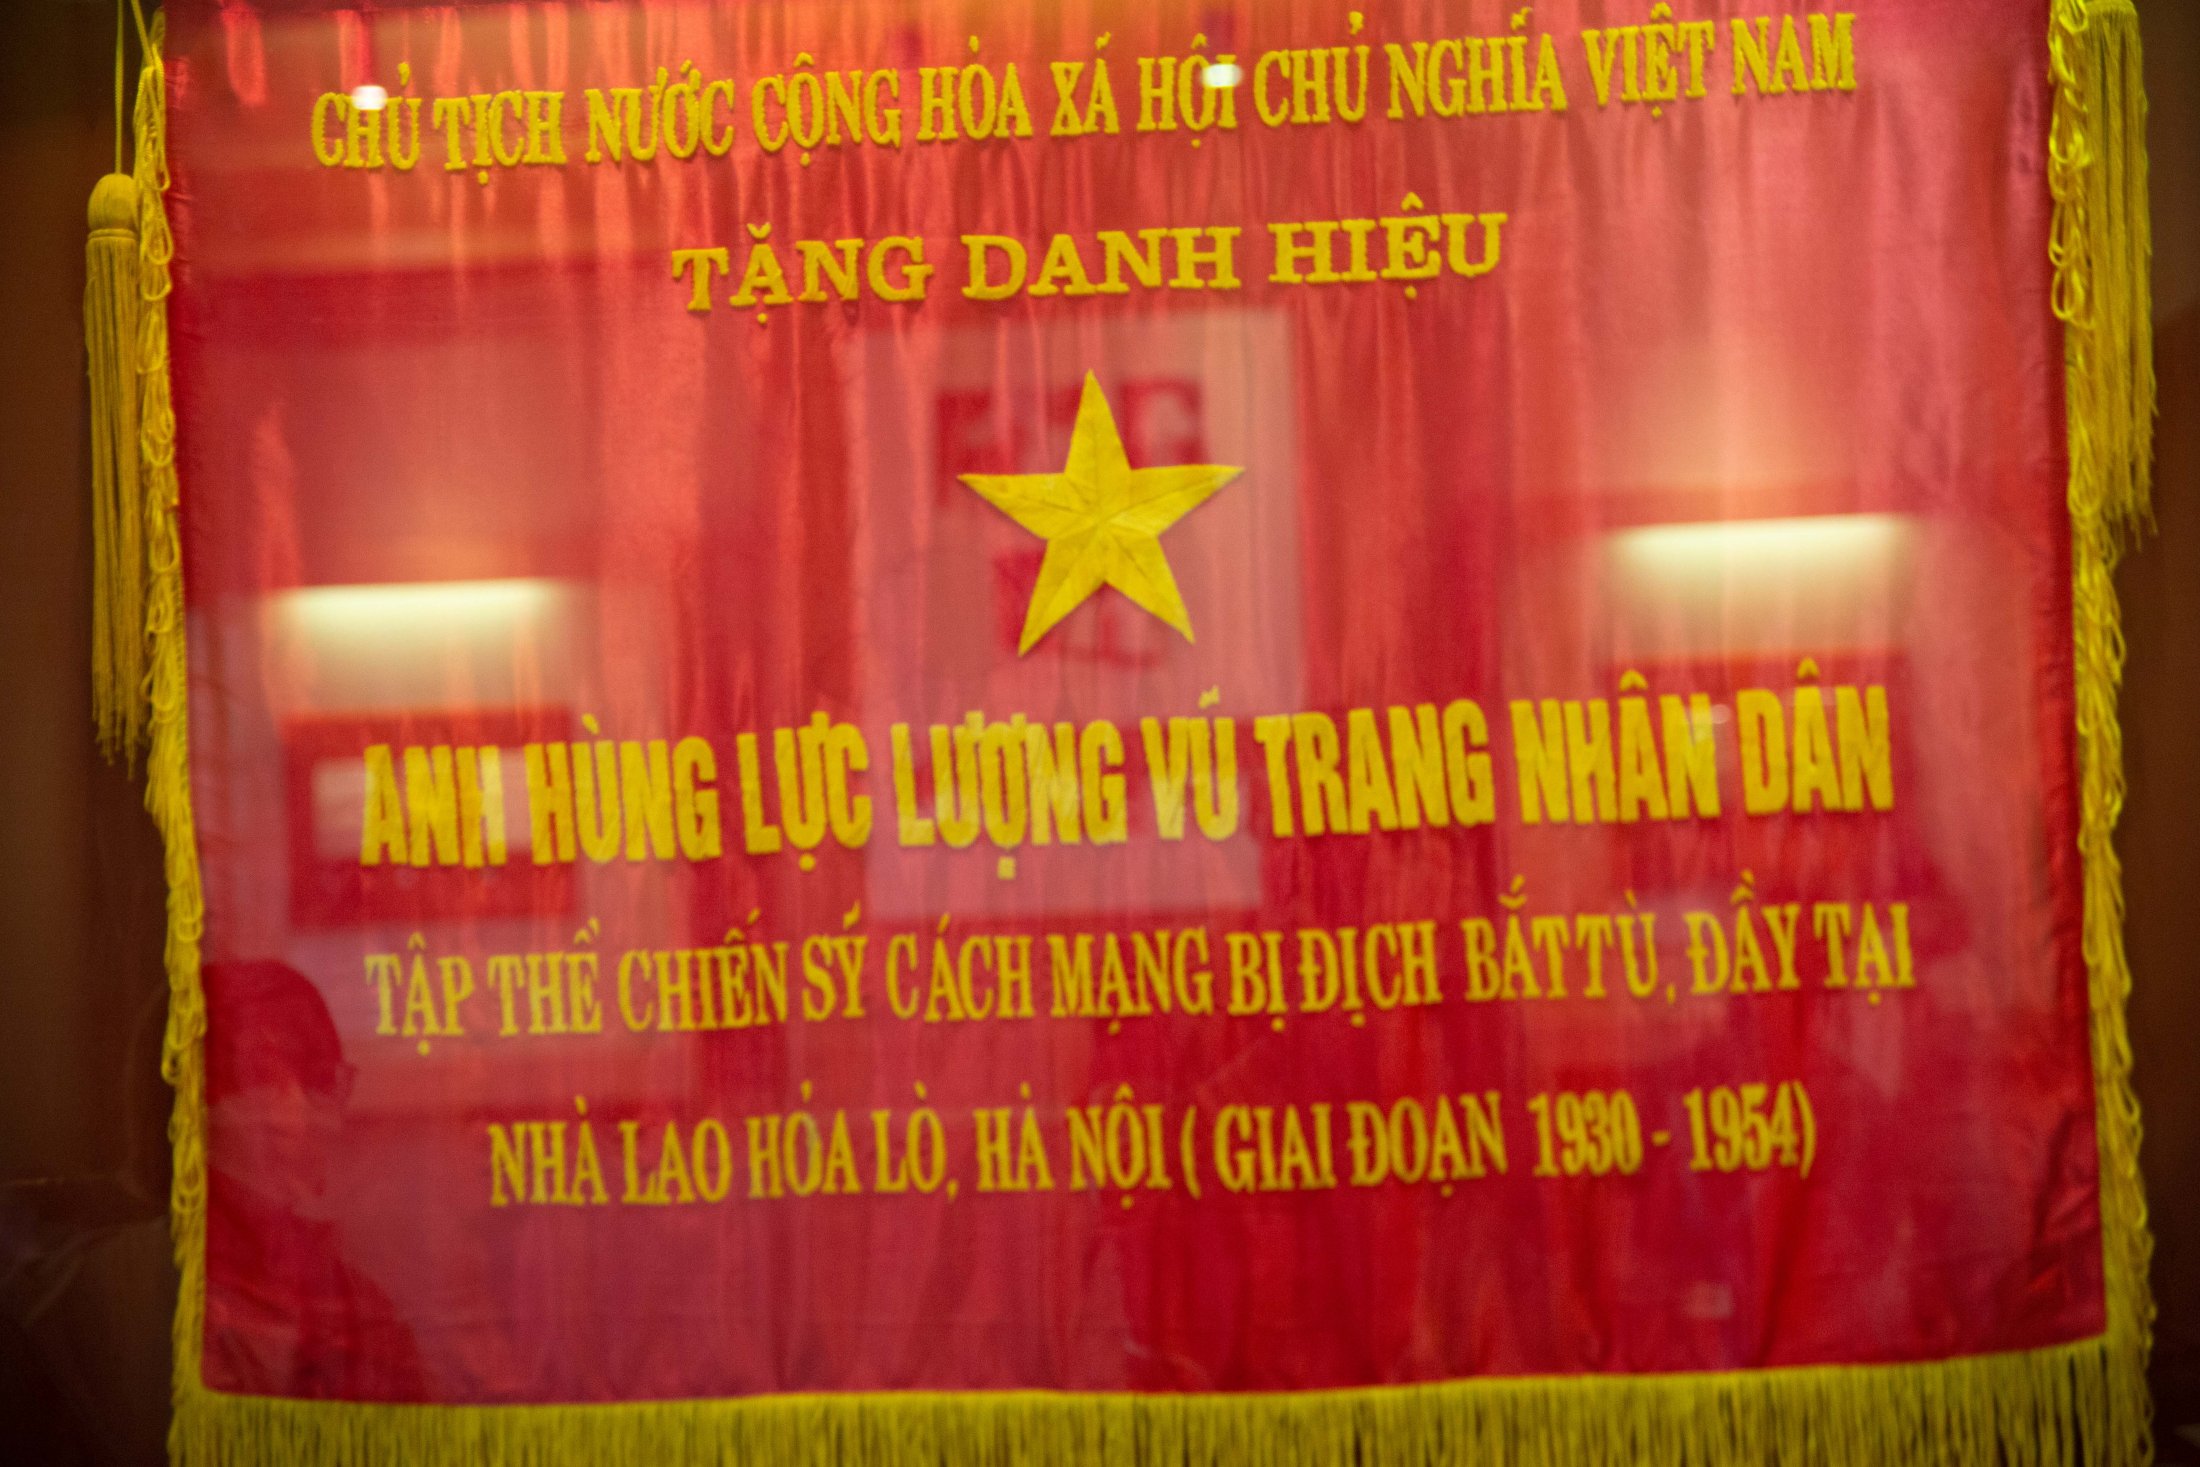 CHỦ TỊCH NƯỚC CỘNG HÒA XÃ HỘI CHỦ NGHĨA VIỆT NAM
TẶNG DANH HIỆU
ANH HÙNG LỰC LƯỢNG VŨ TRANG NHÂN DÂN
TẬP THỂ CHIẾN SỸ CÁCH MẠNG BỊ ĐỊCH BẮT TÙ, ĐẦY TẠI
NHÀ LAO HỎA LÒ, HÀ NỘI ( GIAI ĐOẠN 1930 - 1954)